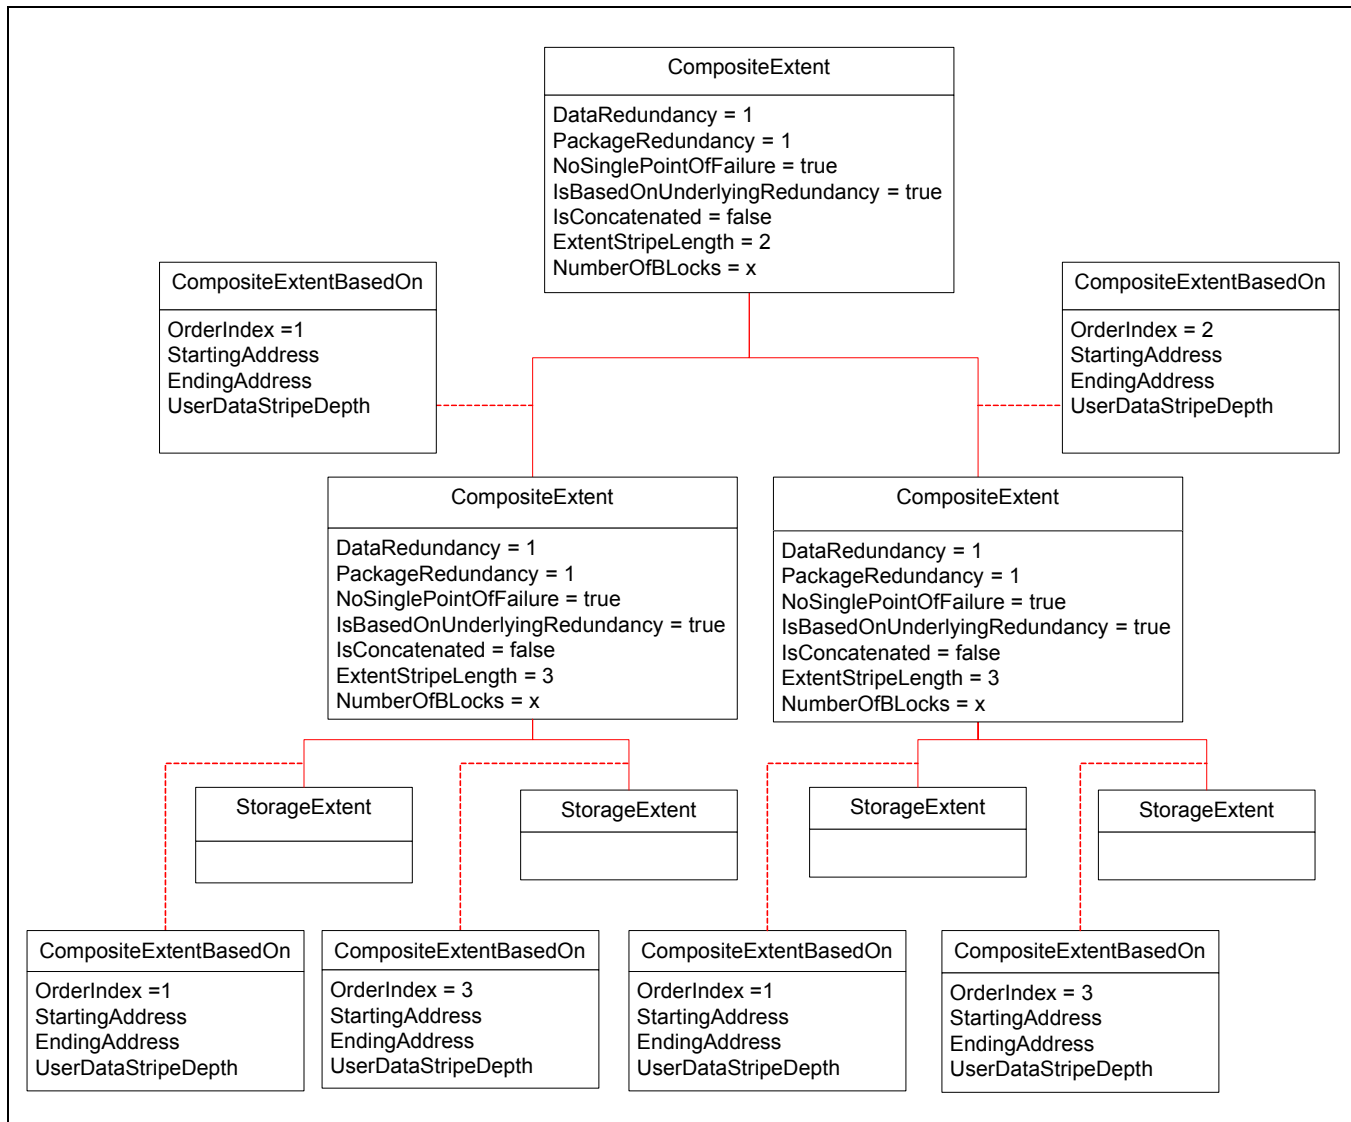 CompositeExtent
DataRedundancy = 1
PackageRedundancy = 1
NoSinglePointOfFailure = true
IsBasedOnUnderlyingRedundancy = true
IsConcatenated = false
ExtentStripeLength = 2
NumberOfBLocks = x
CompositeExtentBasedOn
OrderIndex =1
StartingAddress
EndingAddress
UserDataStripeDepth
CompositeExtentBasedOn
OrderIndex = 2
StartingAddress
EndingAddress
UserDataStripeDepth
CompositeExtent
DataRedundancy = 1
PackageRedundancy = 1
NoSinglePointOfFailure = true
IsBasedOnUnderlyingRedundancy = true
IsConcatenated = false
ExtentStripeLength = 3
NumberOfBLocks = x
CompositeExtent
DataRedundancy = 1
PackageRedundancy = 1
NoSinglePointOfFailure = true
IsBasedOnUnderlyingRedundancy = true
IsConcatenated = false
ExtentStripeLength = 3
NumberOfBLocks = x
StorageExtent
StorageExtent
StorageExtent
StorageExtent
CompositeExtentBasedOn
OrderIndex =1
StartingAddress
EndingAddress
UserDataStripeDepth
CompositeExtentBasedOn
OrderIndex = 3
StartingAddress
EndingAddress
UserDataStripeDepth
CompositeExtentBasedOn
OrderIndex =1
StartingAddress
EndingAddress
UserDataStripeDepth
CompositeExtentBasedOn
OrderIndex = 3
StartingAddress
EndingAddress
UserDataStripeDepth